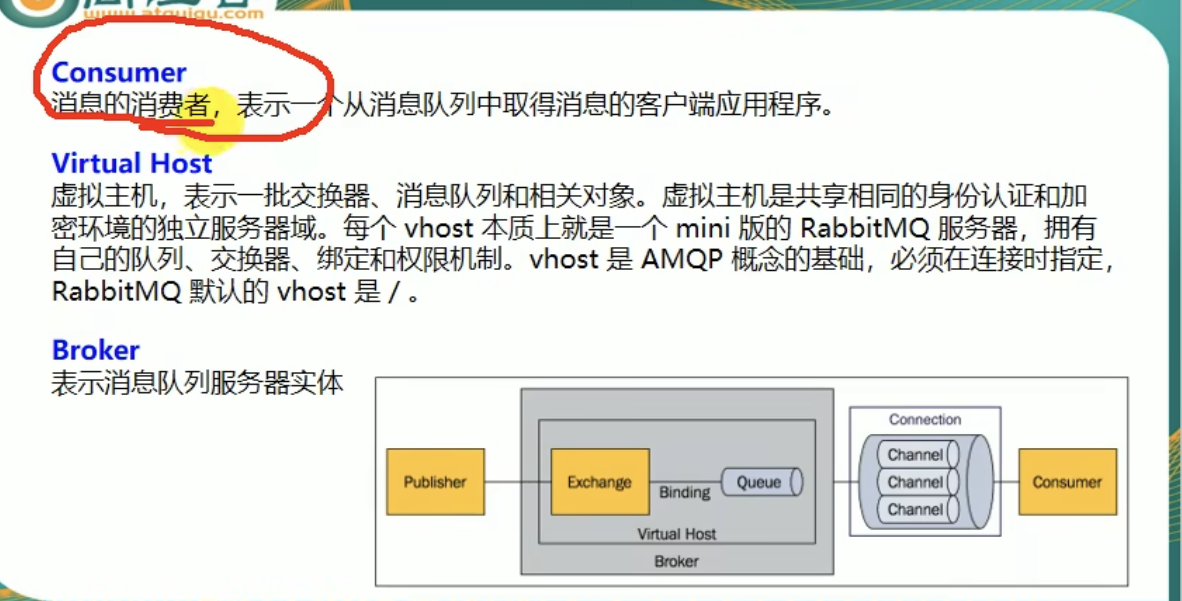 www.atguigu.com
Consumer
消息的消费者，表示一个从消息队列中取得消息的客户端应用程序。
Virtual Host
虚拟主机，表示一批交换器、消息队列和相关对象。虚拟主机是共享相同的身份认证和加
密环境的独立服务器域。每个 vhost 本质上就是一个 mini 版的 RabbitMQ 服务器，拥有
自己的队列、交换器、绑定和权限机制。vhost 是 AMQP 概念的基础，必须在连接时指定，
RabbitMQ 默认的 vhost 是 / 。
Broker
表示消息队列服务器实体
Connection
Channel
Channel
Channel
Publisher
Exchange
Binding
Queue
Consumer
Virtual Host
Broker